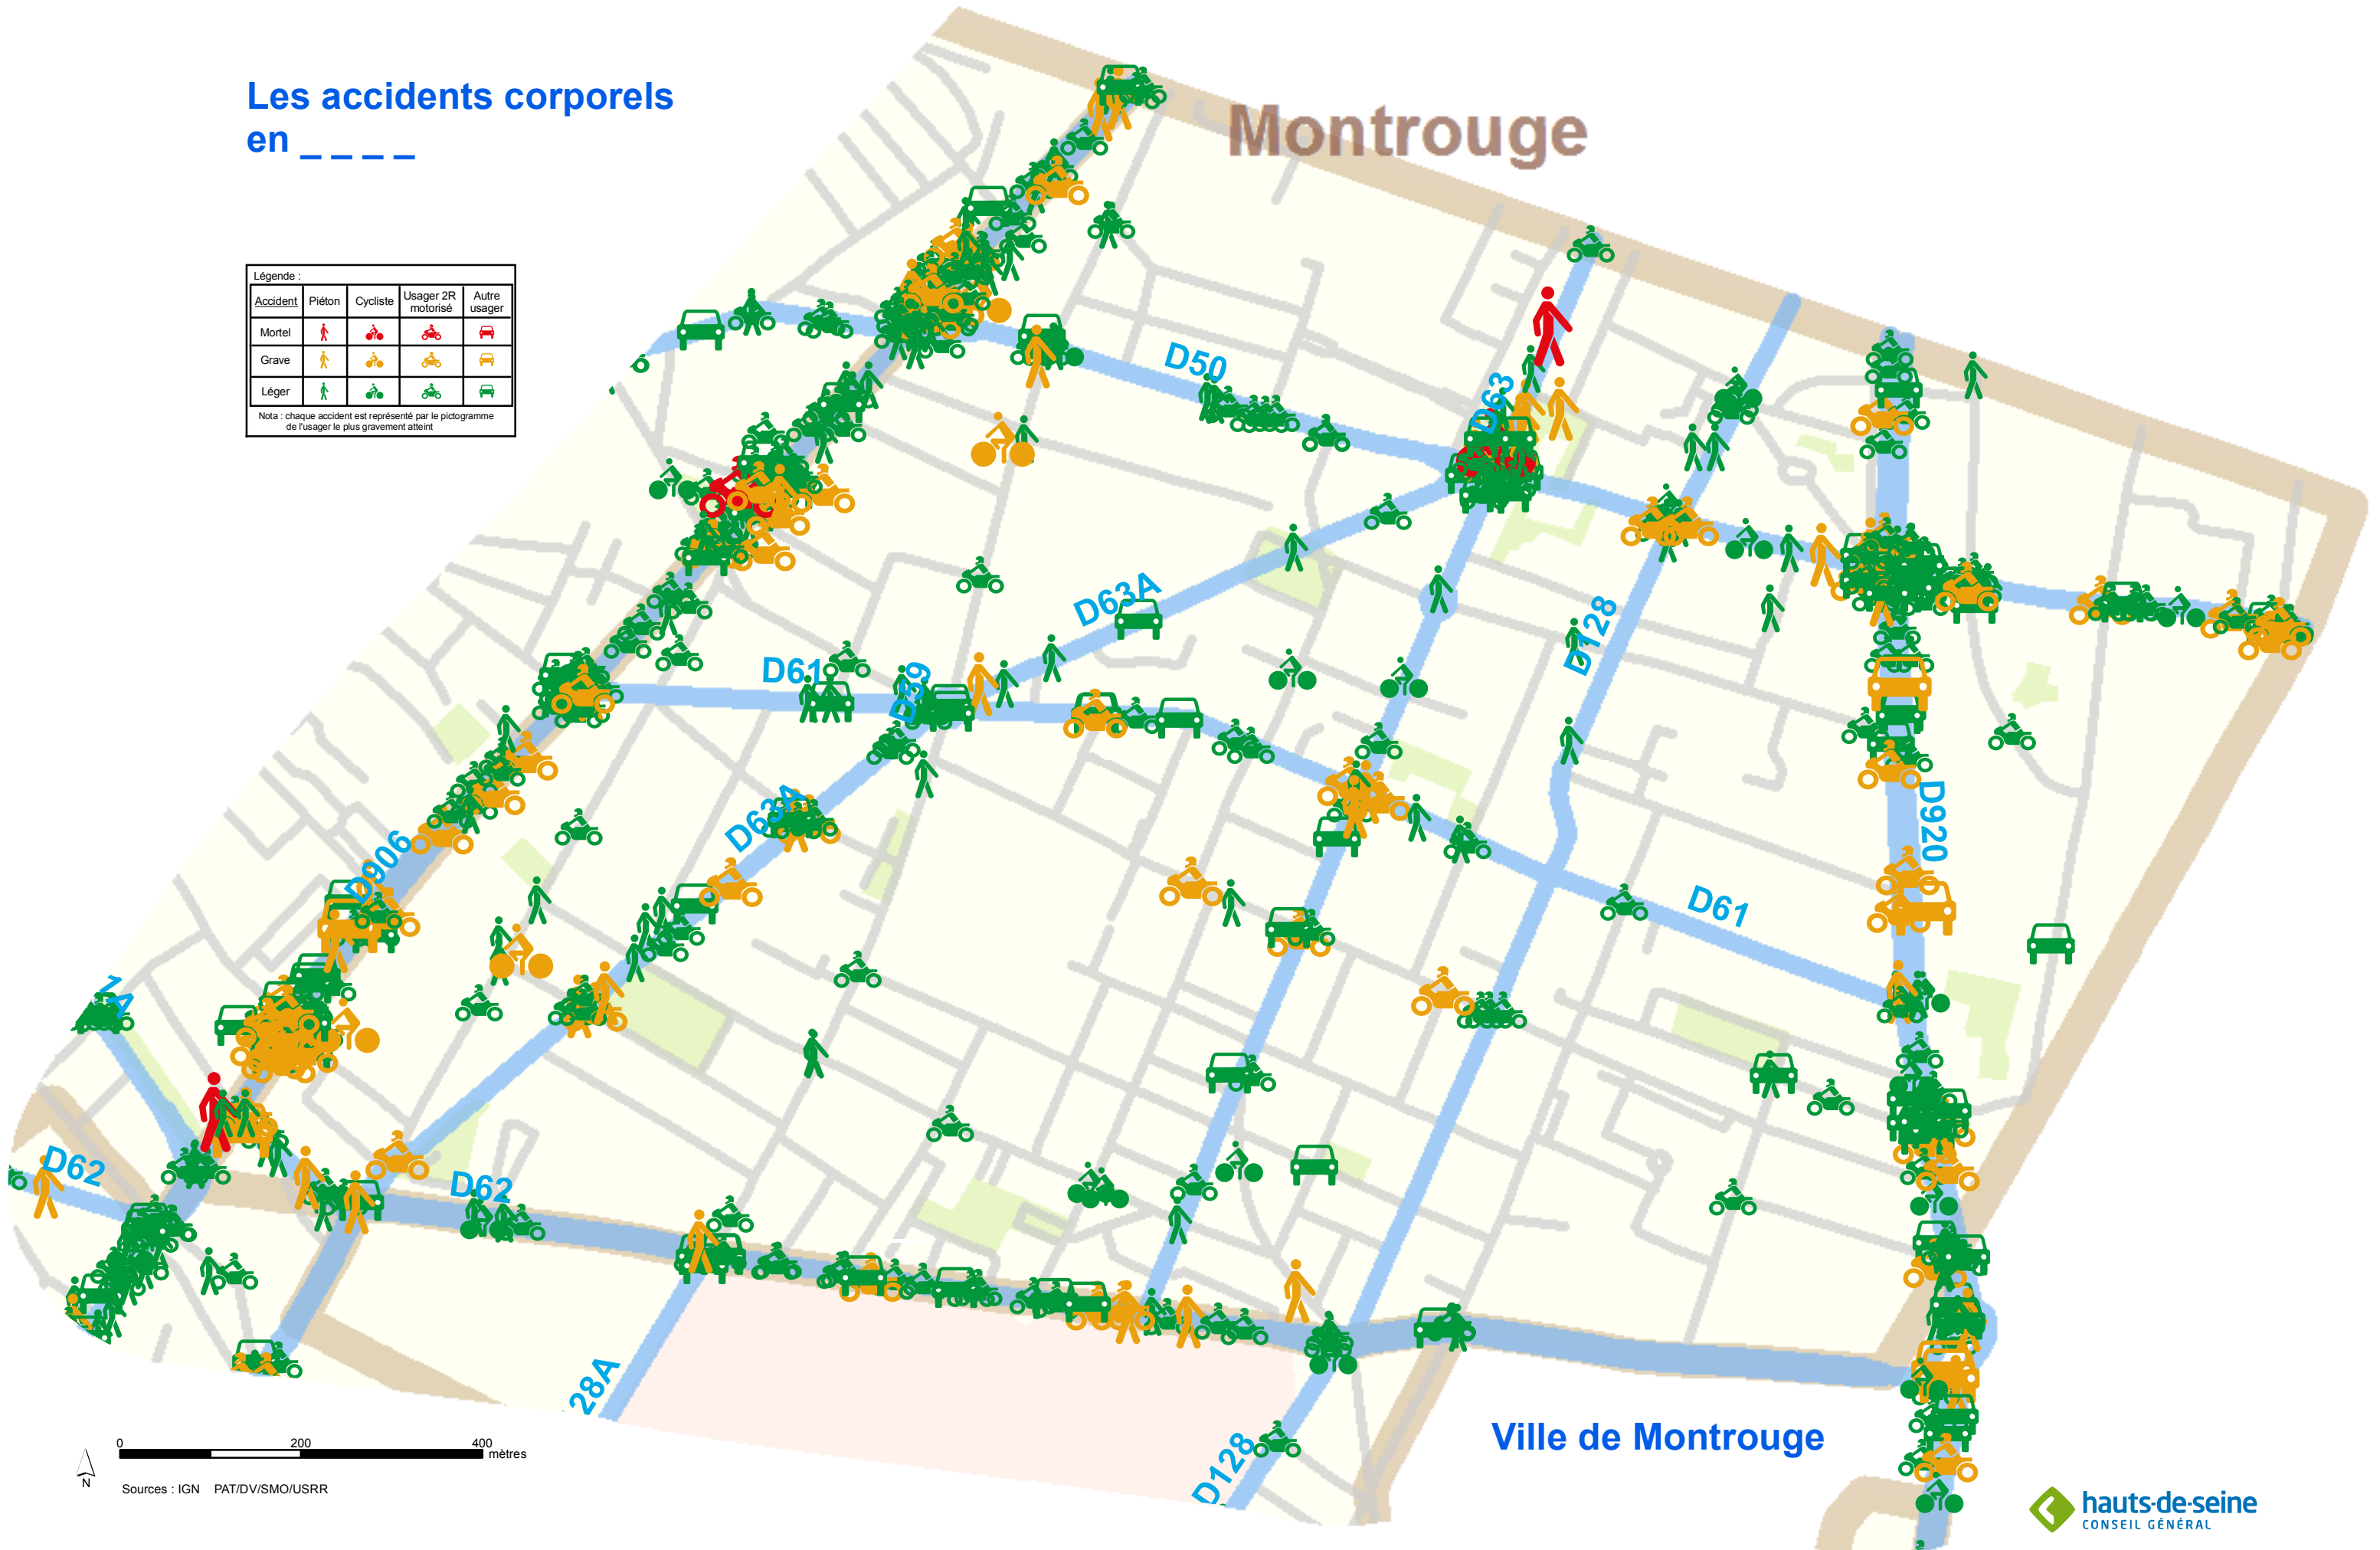 Les accidents corporels
en _ _ _ _
Montrouge
Légende :
Accident Piéton Cycliste Usager 2R motorisé Autre usager
Mortel
Grave
Léger
Nota : chaque accident est représenté par le pictogramme
de l'usager le plus gravement atteint
D50
D63
D63A
D128
D61
D59
D63A
D920
D906
D61
D62
D62
28A
D128
0 200 400
mètres
N
Sources : IGN PAT/DV/SMO/USRR
Ville de Montrouge
hauts-de-seine
CONSEIL GÉNÉRAL